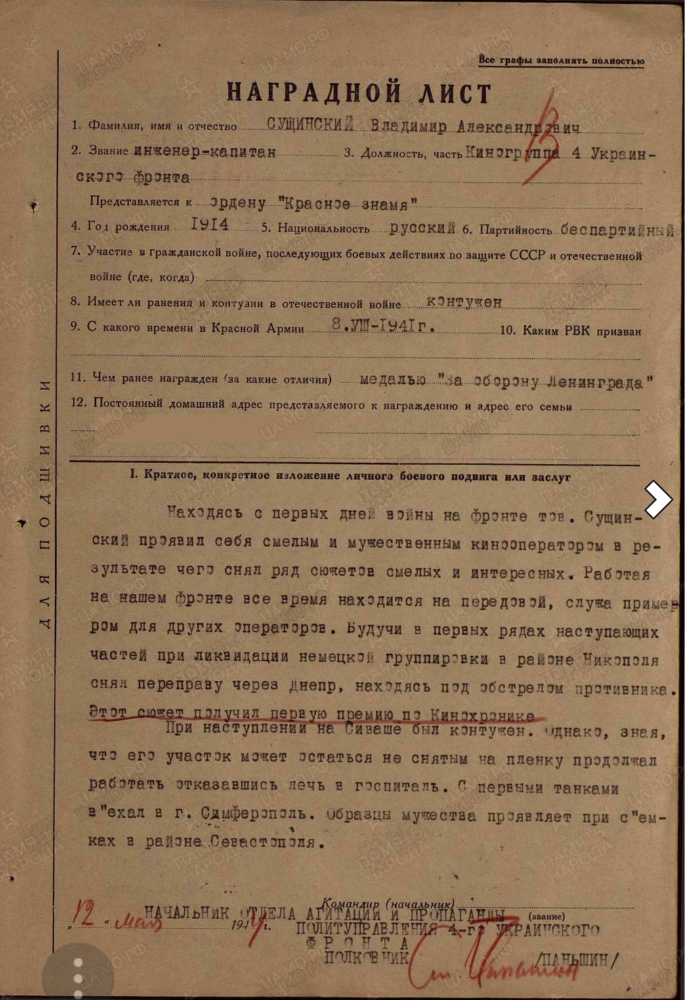 Все графы заполнять полностью
НАГРАДНОЙ ЛИСТ
1. Фамилия, имя и отчество СУЩИНСКИЙ Владимир Александрович
2. Звание инженер-капитан 3. Должность, часть Киногруппа 4 Украин-
ского фронта
Представляется к ордену "Красное знамя"
4. Год рождения 1914 5. Национальность русский 6. Партийность беспартийный
7. Участие в гражданской войне, последующих боевых действиях по защите СССР и отечественной
войне (где, когда)
8. Имеет ли ранения и контузии в отечественной войне контужен
9. С какого времени в Красной Армии 8.УШ-1941г. 10. Каким РВК призван
11. Чем ранее награжден (за какие отличия) медалью "за оборону Ленинграда"
12. Постоянный домашний адрес представляемого к награждению и адрес его семьи
ДЛЯ ПОДШИВКИ
I. Краткое, конкретное изложение личного боевого подвига или заслуг
Находясь с первых дней войны на фронте тов. Сущин-
ский проявил себя смелым и мужественным кинооператором в ре-
зультате чего снял ряд сюжетов смелых и интересных. Работая
на нашем фронте все время находится на передовой, служа пример
ром для других операторов. Будучи в первых рядах наступающих
частей при ликвидации немецкой группировки в районе Никополя
снял переправу через Днепр, находясь под обстрелом противника.
Этот сюжет получил первую премию по Кинохронике
При наступлении на Сиваше был контужен. Однако, зная,
что его участок может остаться не снятым на пленку продолжал
работать отказавшись лечь в госпиталь. С первыми танками
в"ехал в г. Симферополь. Образцы мужества проявляет при с"ем-
ках в районе Севастополя.
Командир (начальник)
НАЧАЛЬНИК ОТДЕЛА АГИТАЦИИ И ПРОПАГАНДЫ (звание)
„12 " мая 1944 г. ПОЛИТУПРАВЛЕНИЯ 4-го УКРАИНСКОГО
ФРОНТА
ПОЛКОВНИК /ПАНЬШИН/